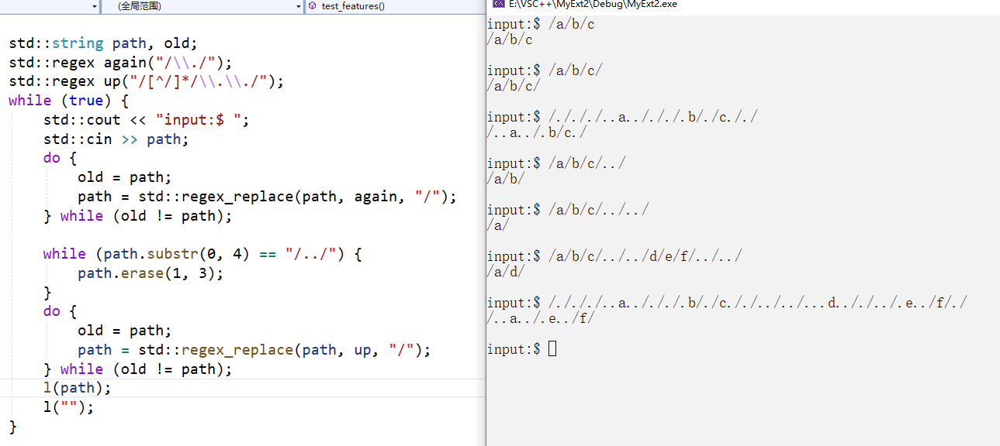 (全局范围)
test_features()
std::string path, old;
std::regex again("/\\./");
std::regex up("/[^/]*/\\.\\./");
while (true) {
std::cout << "input:$ ";
std::cin >> path;
do {
old = path;
path = std::regex_replace(path, again, "/");
} while (old != path);
while (path.substr(0, 4) == "/../") {
path.erase(1, 3);
}
do {
old = path;
path = std::regex_replace(path, up, "/");
} while (old != path);
l(path);
l("");
}
E:\VSC++\MyExt2\Debug\MyExt2.exe
input:$ /a/b/c
/a/b/c
input:$ /a/b/c/
/a/b/c/
input:$ /./././..a../././.b/./c././
/..a../.b/c./
input:$ /a/b/c/../
/a/b/
input:$ /a/b/c/../../
/a/
input:$ /a/b/c/../../d/e/f/../../
/a/d/
input:$ /./././..a../././.b/./c././../../...d.././../.e../f/./
/..a../.e../f/
input:$